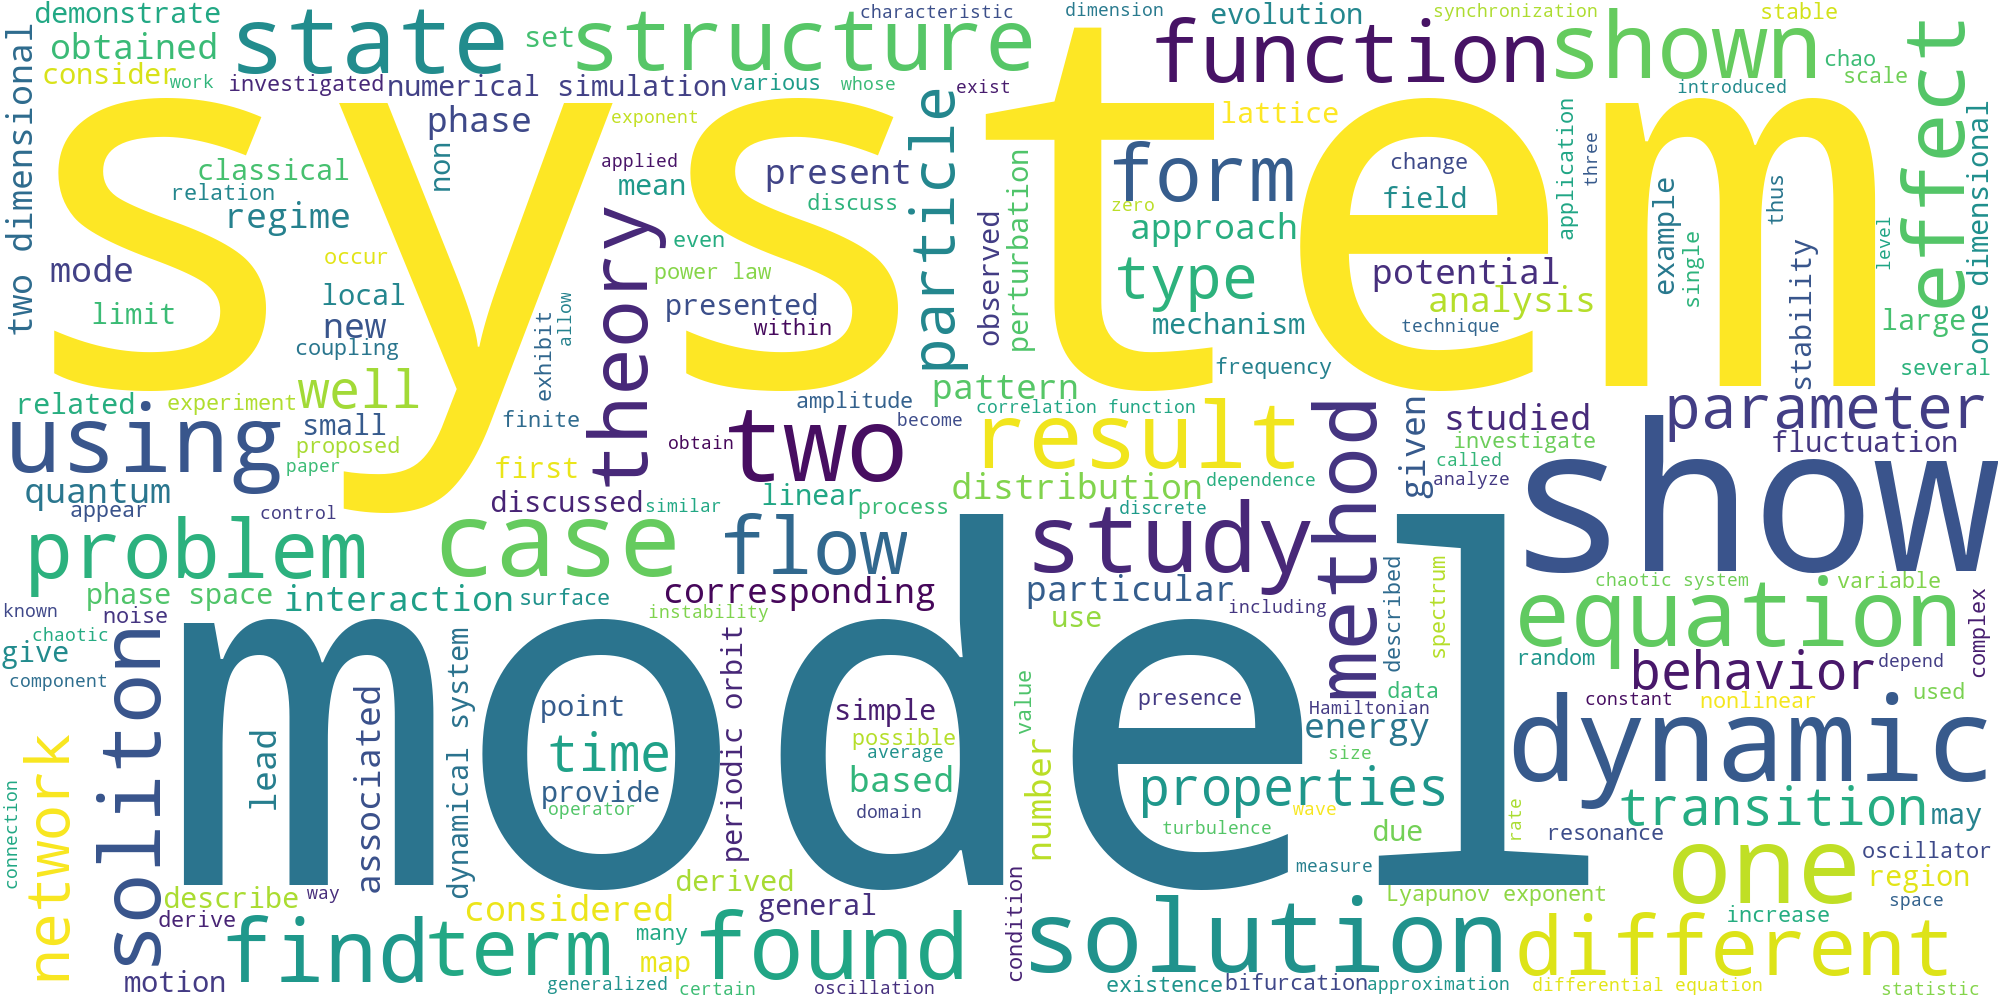 demonstrate
state
structure
characteristic
dimension
evolution
synchronization
stable
obtained
set
function
shown
effect
chao
scale
consider
work
investigated
numerical simulation
various
whose
exist
introduced
two dimensional
system
phase
exponent
particle
lattice
application
three
one dimensional
non
classical
relation
regime
applied
mean
present
discuss
perturbation
form
zero
change
field
example
single
thus
level
mode
limit
occur
local
new
coupling
exhibit
allow
theory
even
power law
presented
within
observed
approach
type
mechanism
frequency
potential
analysis
technique
stability
large
several
related
using
experiment
well
small
proposed
paper
finite
first
discussed
obtain
similar
two
amplitude
become
linear
process
pattern
correlation function
result
distribution
dependence
discrete
method
given
studied
investigate
called
analyze
parameter
fluctuation
show
quantum
appear
control
problem
case
flow
study
phase space
interaction
surface
corresponding
instability
particular
use
including
described
spectrum
chaotic system
variable
equation
complex
known
noise
chaotic
give
component
soliton
model
behavior
random
depend
constant
nonlinear
used
network
connection
lead
associated
dynamical system
point
time
provide
operator
periodic orbit
simple
possible
average
based
domain
value
number
presence
properties
wave
turbulence
due
measure
Hamiltonian
data
energy
size
rate
dynamic
transition
may
resonance
one
oscillator
region
space
describe
derive
way
motion
find
considered
term
generalized
derived
many
map
certain
general
found
oscillation
condition
solution
existence
bifurcation
approximation
Lyapunov exponent
different
increase
differential equation
statistic